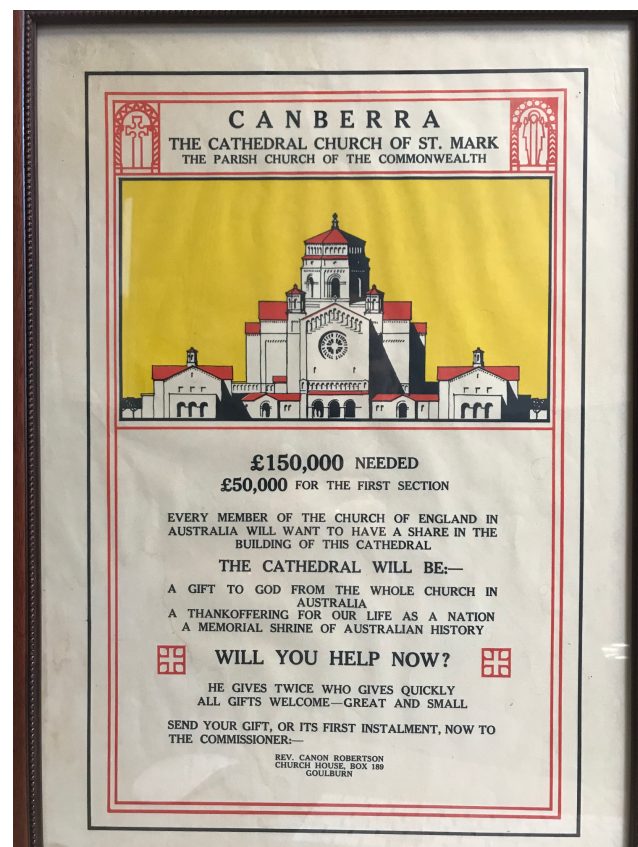 CANBERRA
THE CATHEDRAL CHURCH OF ST. MARK
THE PARISH CHURCH OF THE COMMONWEALTH
£150,000 NEEDED
£50,000 FOR THE FIRST SECTION
EVERY MEMBER OF THE CHURCH OF ENGLAND IN
AUSTRALIA WILL WANT TO HAVE A SHARE IN THE
BUILDING OF THIS CATHEDRAL
THE CATHEDRAL WILL BE:—
A GIFT TO GOD FROM THE WHOLE CHURCH IN
AUSTRALIA
A THANKOFFERING FOR OUR LIFE AS A NATION
A MEMORIAL SHRINE OF AUSTRALIAN HISTORY
WILL YOU HELP NOW?
HE GIVES TWICE WHO GIVES QUICKLY
ALL GIFTS WELCOME—GREAT AND SMALL
SEND YOUR GIFT, OR ITS FIRST INSTALMENT, NOW TO
THE COMMISSIONER:—
REV. CANON ROBERTSON
CHURCH HOUSE, BOX 189
GOULBURN